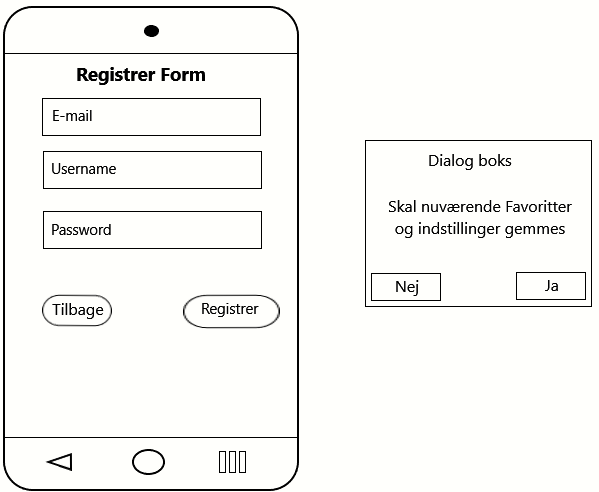 Registrer Form
E-mail
Username
Password
Tilbage
Registrer
Dialog boks
Skal nuværende Favoritter
og indstillinger gemmes
Nej
Ja